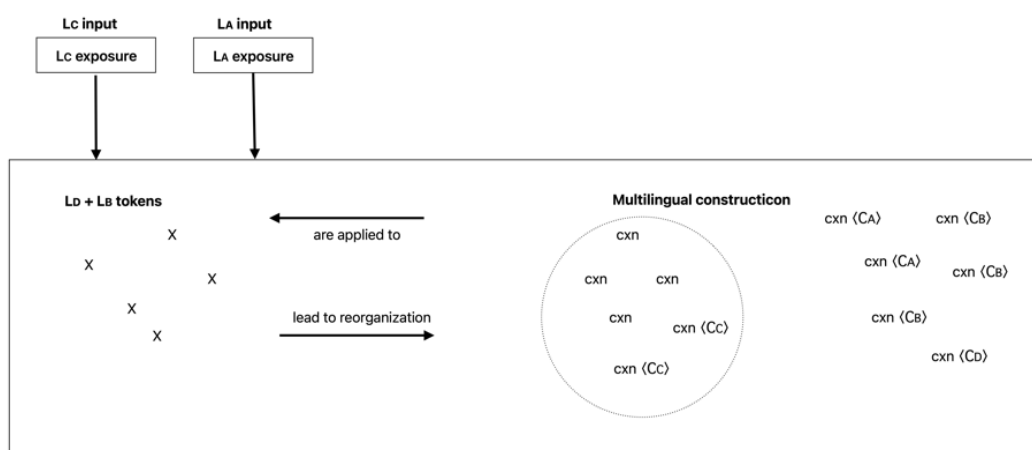 LC input
LA input
LC exposure
LA exposure
LD + LB tokens
X
X
X
X
X
are applied to
lead to reorganization
Multilingual constructicon
cxn
cxn
cxn
cxn
cxn ⟨CC⟩
cxn ⟨CC⟩
cxn ⟨CA⟩
cxn ⟨CB⟩
cxn ⟨CA⟩
cxn ⟨CB⟩
cxn ⟨CB⟩
cxn ⟨CD⟩